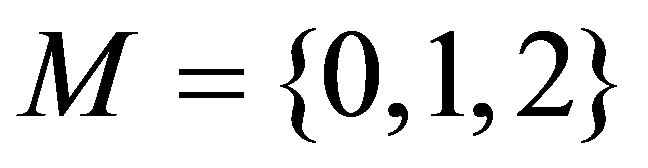 M = {0,1,2}